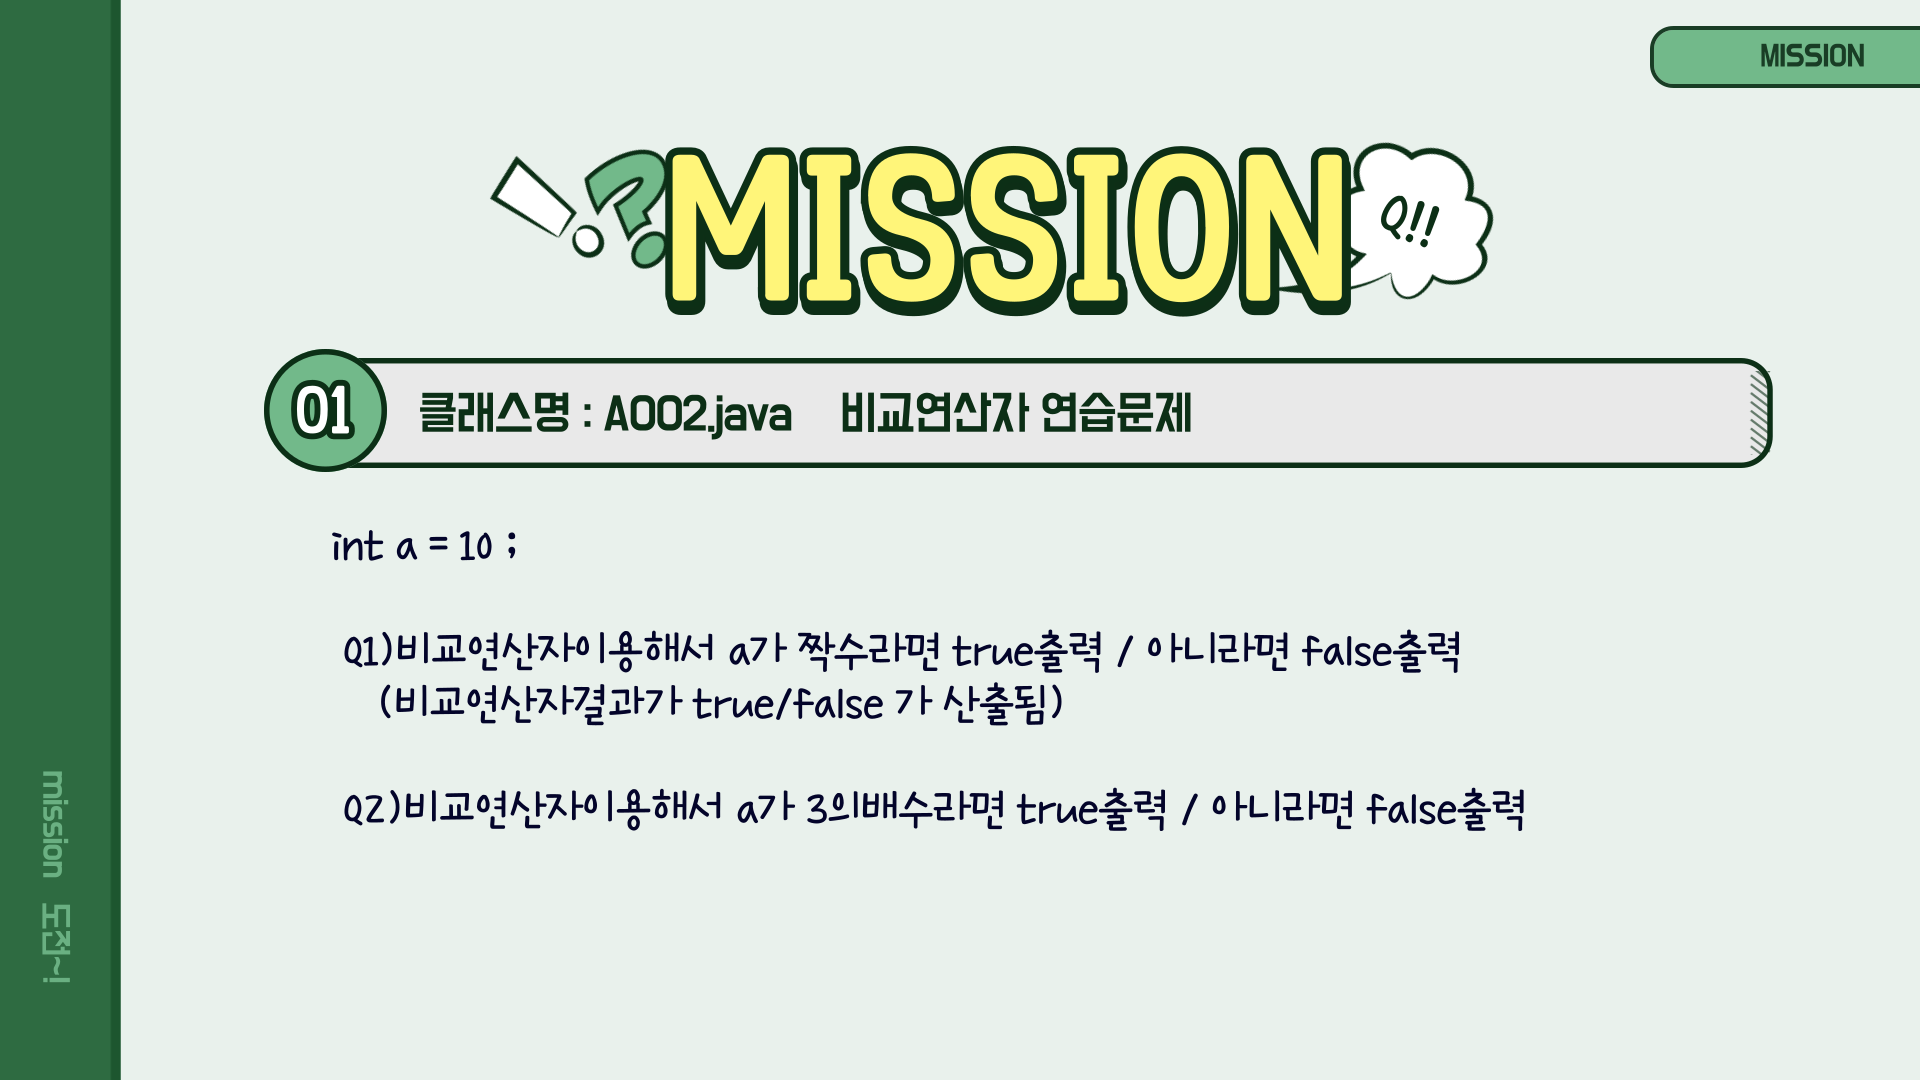 MISSION
MISSION
Q!!
01
클래스명 : A002.java 비교연산자 연습문제
int a = 10 ;
Q1)비교연산자이용해서 a가 짝수라면 true출력 / 아니라면 false출력
(비교연산자결과가 true/false 가 산출됨)
Q2)비교연산자이용해서 a가 3의배수라면 true출력 / 아니라면 false출력
mission 도전~!